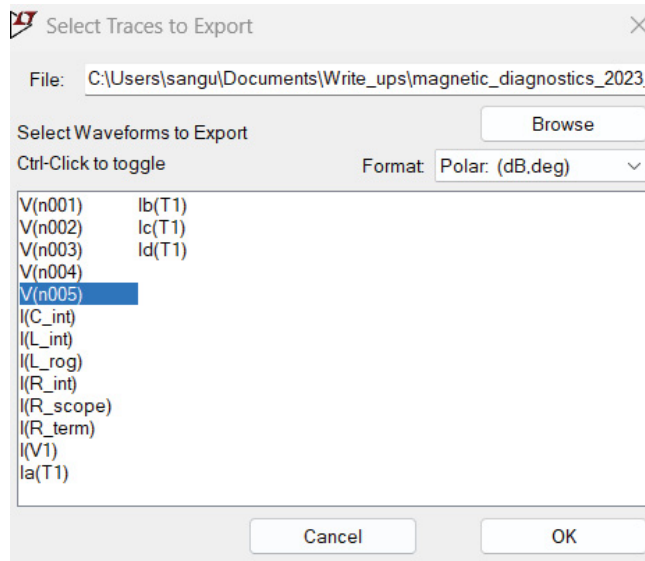 Select Traces to Export
File: C:\Users\sangu\Documents\Write_ups\magnetic_diagnostics_2023_
Browse
Select Waveforms to Export
Ctrl-Click to toggle
Format: Polar: (dB,deg)
V(n001) Ib(T1)
V(n002) Ic(T1)
V(n003) Id(T1)
V(n004)
V(n005)
I(C_int)
I(L_int)
I(L_rog)
I(R_int)
I(R_scope)
I(R_term)
I(V1)
Ia(T1)
Cancel OK